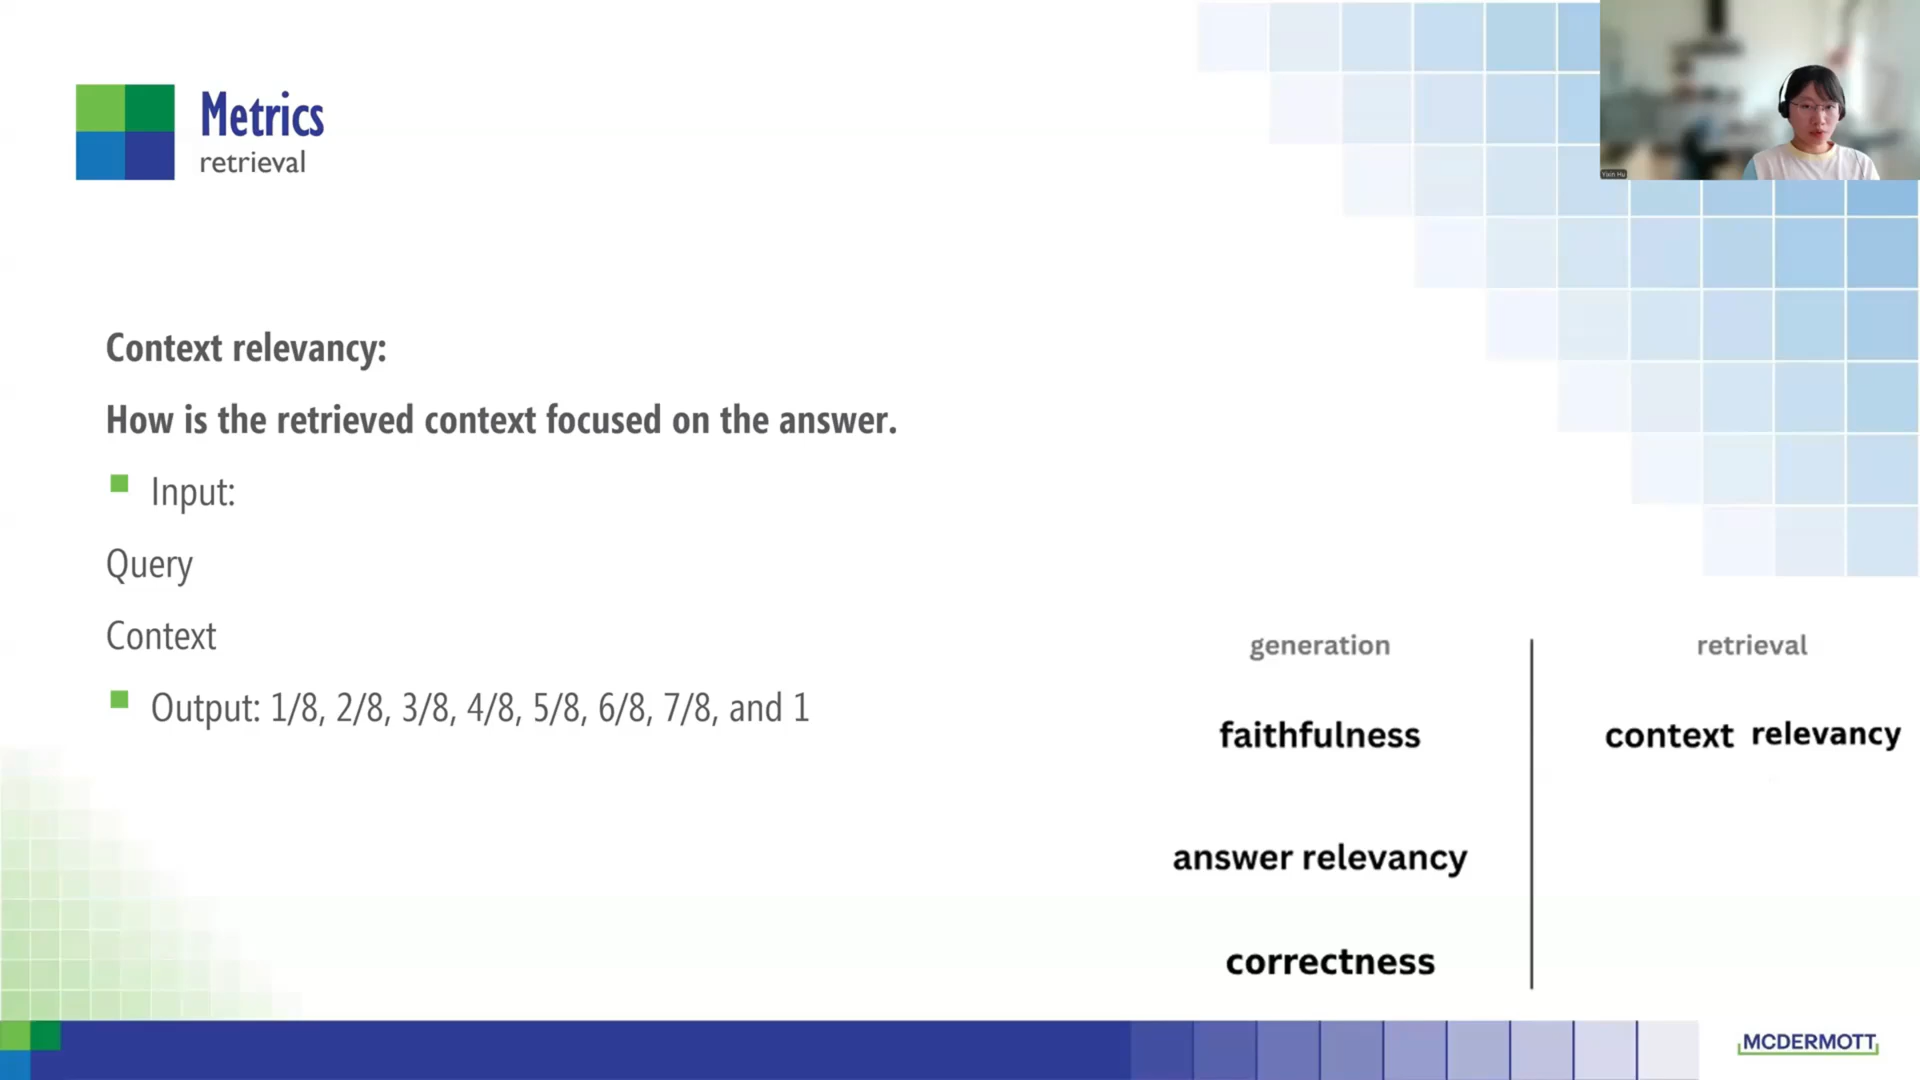 Metrics
retrieval
Yixin Hu
Context relevancy:
How is the retrieved context focused on the answer.
Input:
Query
Context
Output: 1/8, 2/8, 3/8, 4/8, 5/8, 6/8, 7/8, and 1
generation
retrieval
faithfulness
context relevancy
answer relevancy
correctness
MCDERMOTT